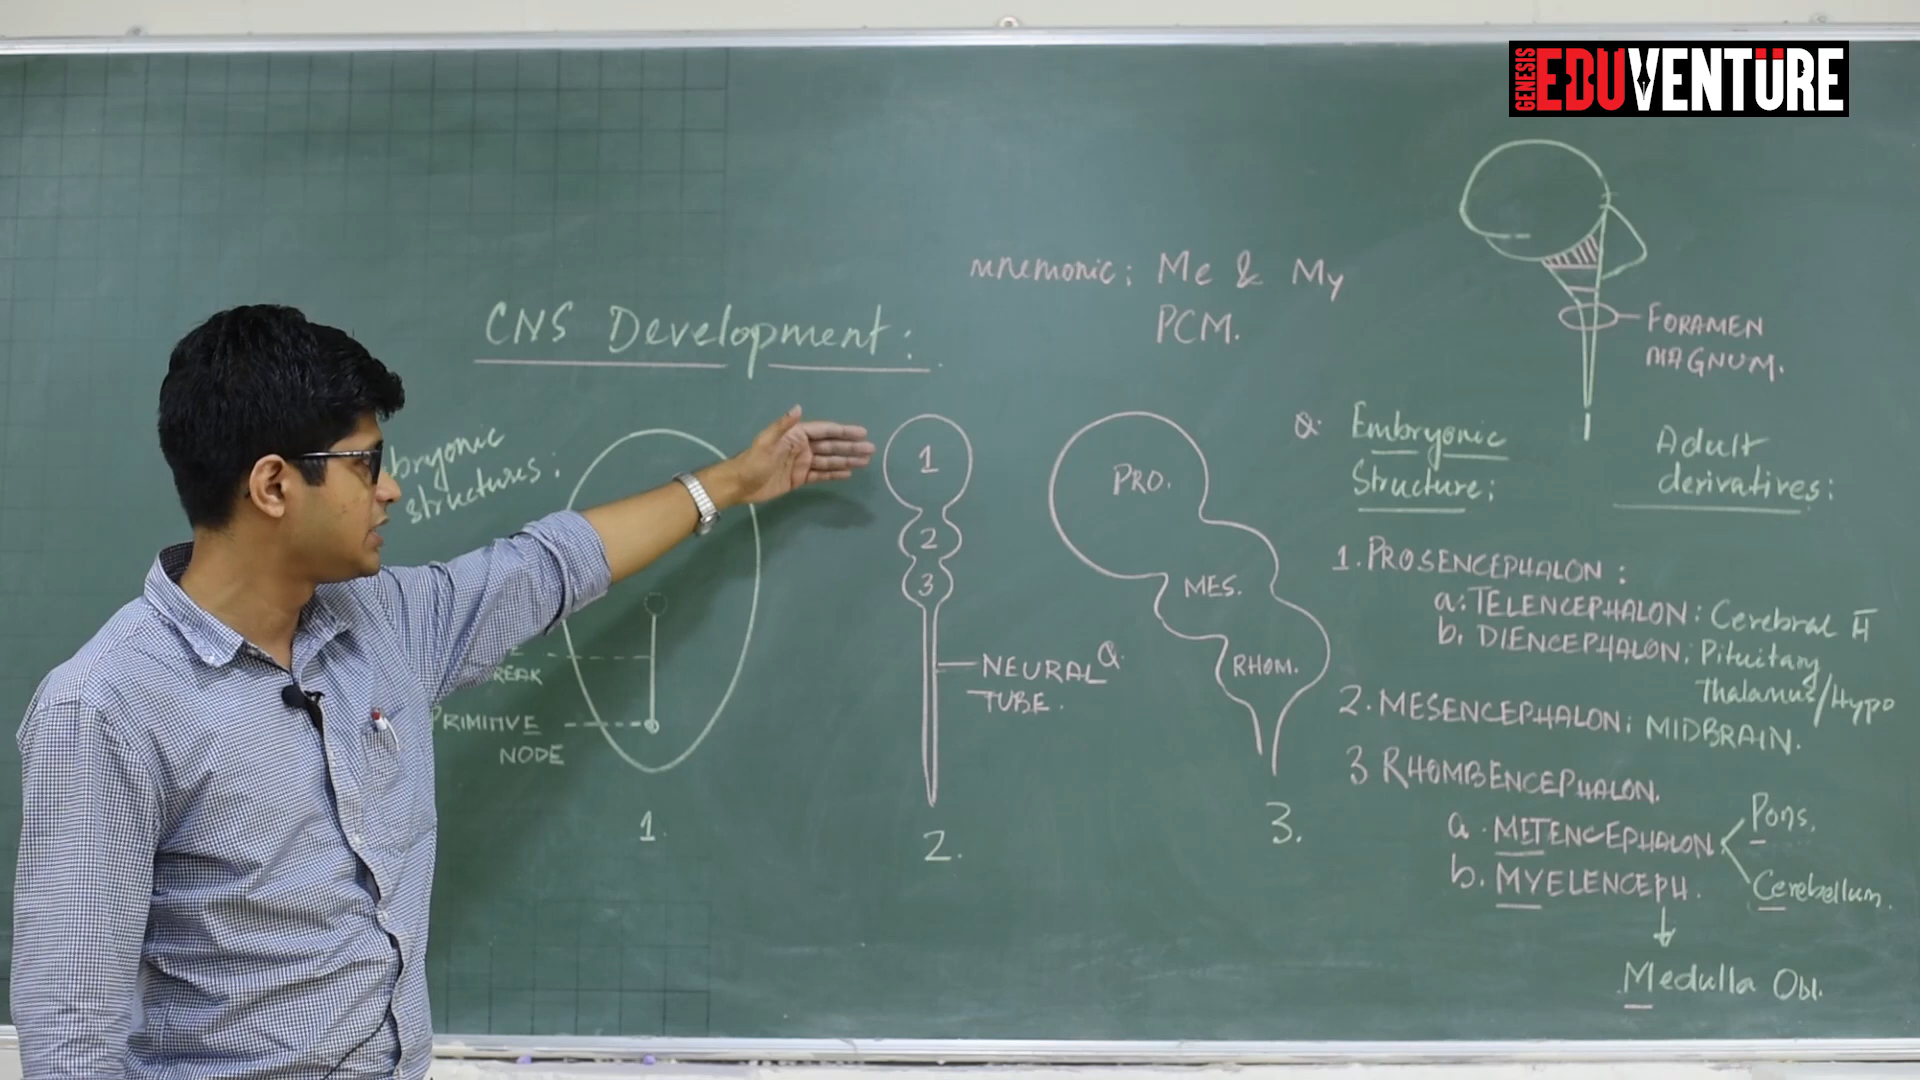 GENESIS
EDUVENTÜRE
mnemonic: Me & My
PCM.
CNS Development:
FORAMEN
MAGNUM.
structures:
PRIMITIVE
NODE
1.
1
2
3
NEURAL Q.
TUBE.
2.
PRO.
MES.
RHOM.
3.
Q. Embryonic
Structure:
Adult
derivatives:
1. PROSENCEPHALON:
a: TELENCEPHALON: Cerebral H
b. DIENCEPHALON: Pituitary
Thalamus/Hypo
2. MESENCEPHALON: MIDBRAIN.
3 RHOMBENCEPHALON.
a. METENCEPHALON
Pons.
Cerebellum.
b. MYELENCEPH.
Medulla Obl.